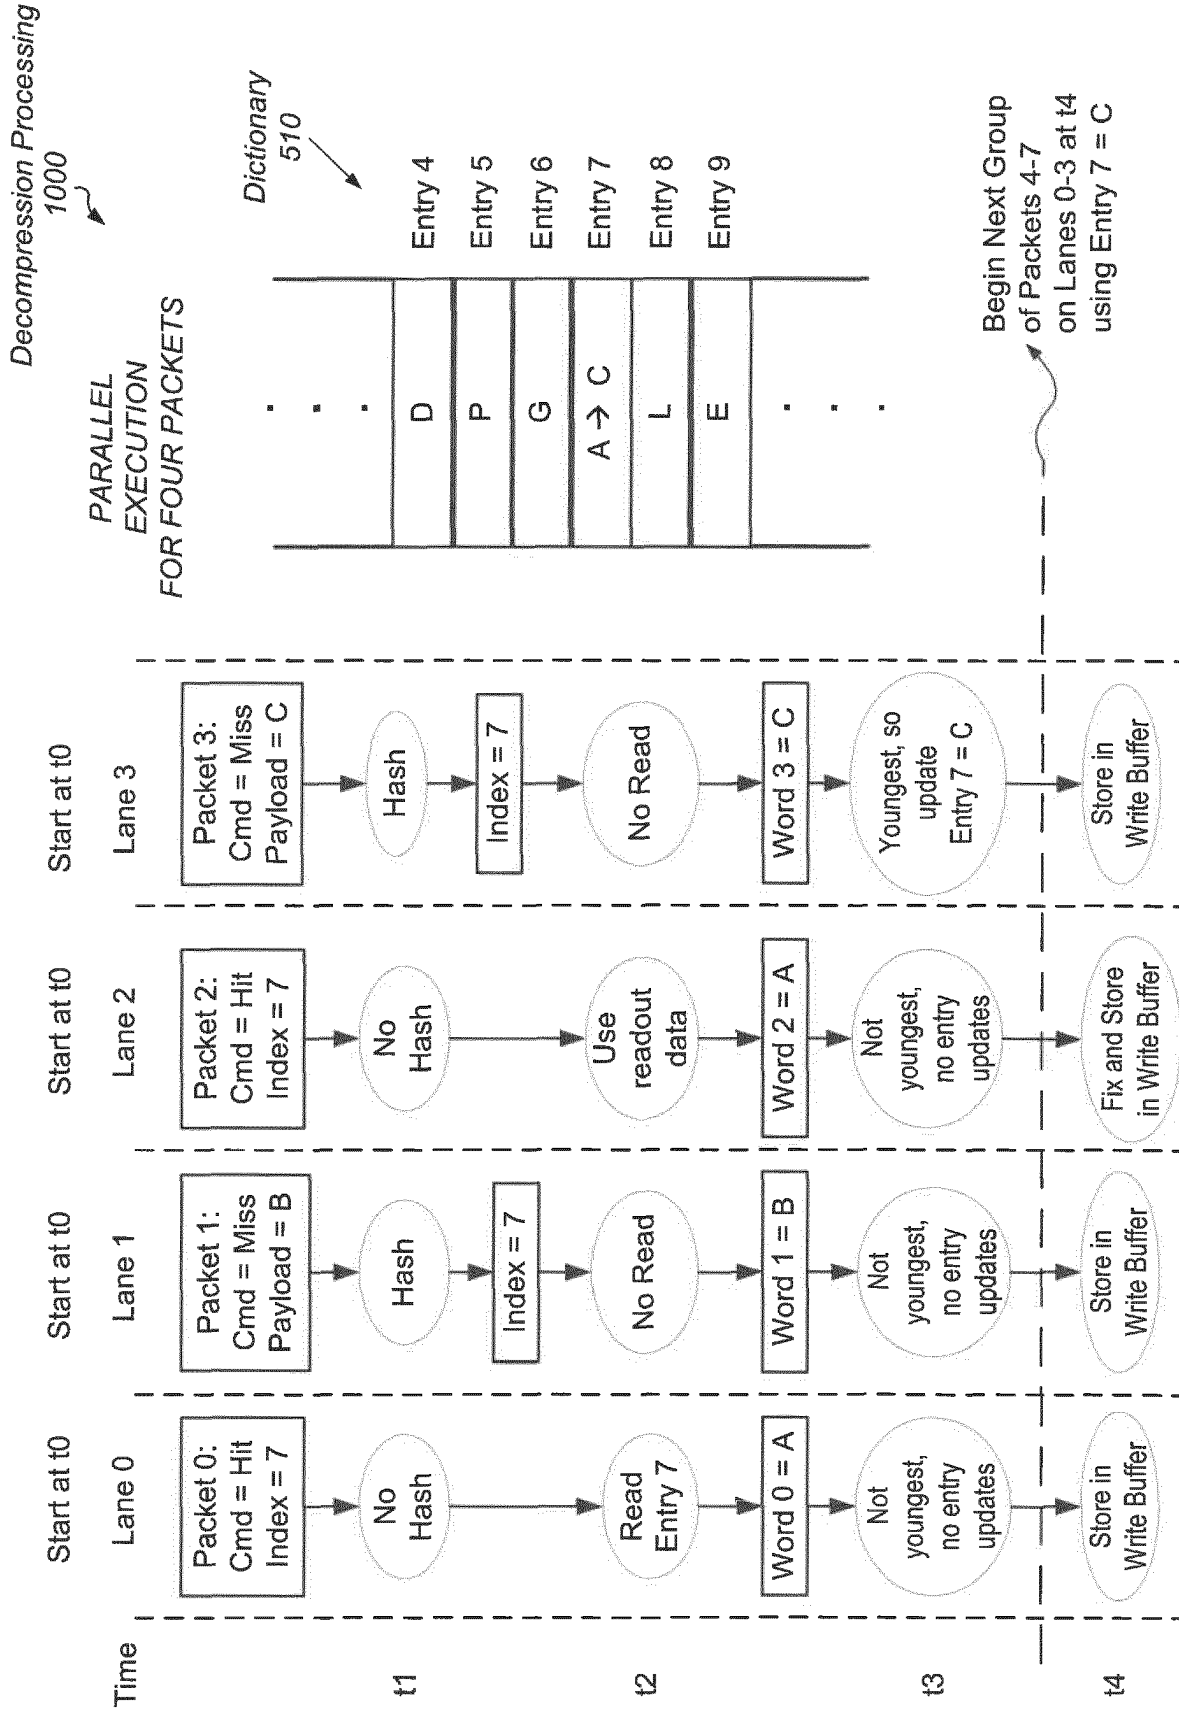 Decompression Processing
1000
PARALLEL
EXECUTION
FOR FOUR PACKETS
Dictionary
510
D
Entry 4
P
Entry 5
G
Entry 6
A → C
Entry 7
L
Entry 8
E
Entry 9
Begin Next Group
of Packets 4-7
on Lanes 0-3 at t4
using Entry 7 = C
Time
t1
t2
t3
t4
Start at t0
Lane 0
Packet 0:
Cmd = Hit
Index = 7
No
Hash
Read
Entry 7
Word 0 = A
Not
youngest,
no entry
updates
Store in
Write Buffer
Start at t0
Lane 1
Packet 1:
Cmd = Miss
Payload = B
Hash
Index = 7
No Read
Word 1 = B
Not
youngest,
no entry
updates
Store in
Write Buffer
Start at t0
Lane 2
Packet 2:
Cmd = Hit
Index = 7
No
Hash
Use
readout
data
Word 2 = A
Not
youngest,
no entry
updates
Fix and Store
in Write Buffer
Start at t0
Lane 3
Packet 3:
Cmd = Miss
Payload = C
Hash
Index = 7
No Read
Word 3 = C
Youngest, so
update
Entry 7 = C
Store in
Write Buffer